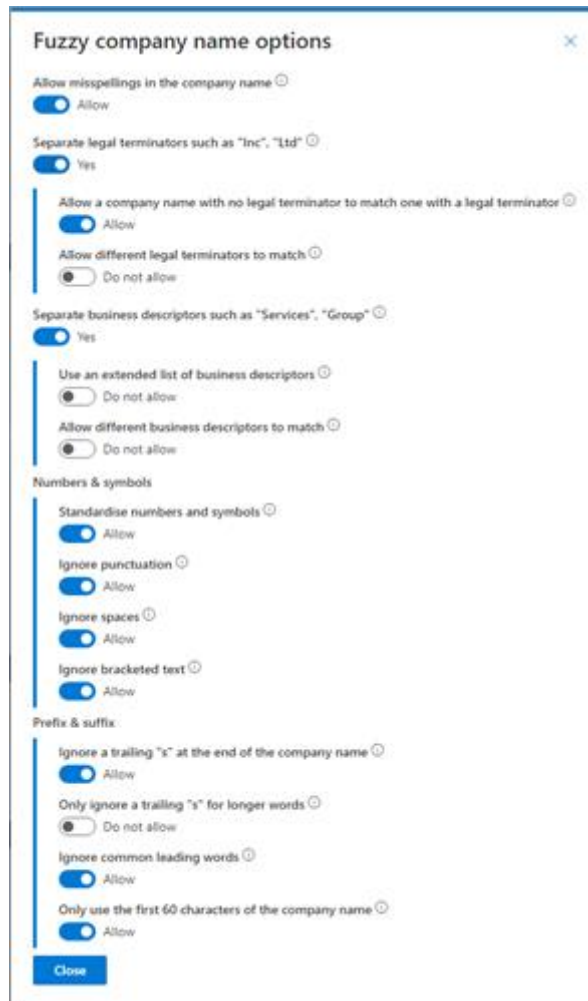 Fuzzy company name options
Allow misspellings in the company name
Allow
Separate legal terminators such as "Inc", "Ltd"
Yes
Allow a company name with no legal terminator to match one with a legal terminator
Allow
Allow different legal terminators to match
Do not allow
Separate business descriptors such as "Services", "Group"
Yes
Use an extended list of business descriptors
Do not allow
Allow different business descriptors to match
Do not allow
Numbers & symbols
Standardise numbers and symbols
Allow
Ignore punctuation
Allow
Ignore spaces
Allow
Ignore bracketed text
Allow
Prefix & suffix
Ignore a trailing "s" at the end of the company name
Allow
Only ignore a trailing "s" for longer words
Do not allow
Ignore common leading words
Allow
Only use the first 60 characters of the company name
Allow
Close